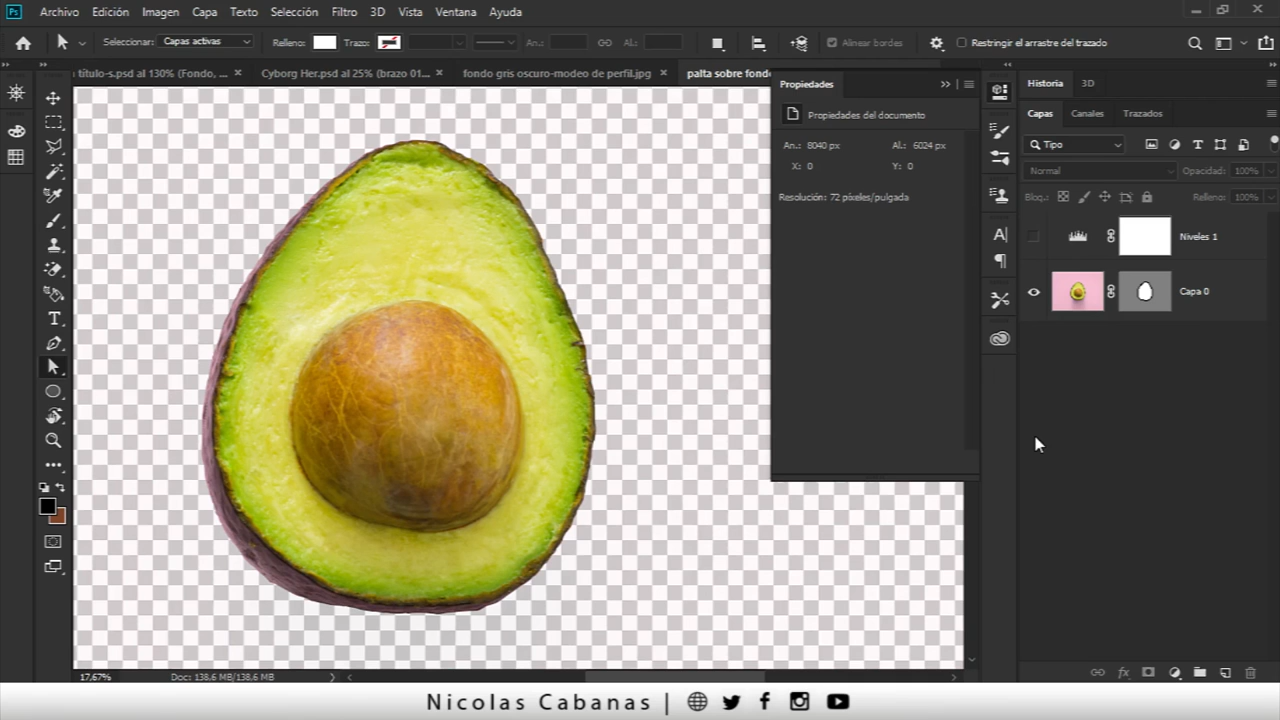 Ps Archivo Edición Imagen Capa Texto Selección Filtro 3D Vista Ventana Ayuda
Seleccionar: Capas activas Relleno: Trazo: An.: Al.: Alinear bordes Restringir el arrastre del trazado
título-s.psd al 130% (Fondo, ... × Cyborg Her.psd al 25% (brazo 01... × fondo gris oscuro-modeo de perfil.jpg × palta sobre fondo
Propiedades
Propiedades del documento
An.: 8040 px Al.: 6024 px
X: 0 Y: 0
Resolución: 72 píxeles/pulgada
Historia 3D
Capas Canales Trazados
Tipo
Normal Opacidad: 100%
Bloq.: Relleno: 100%
Niveles 1
Capa 0
17,67% Doc: 138,6 MB/138,6 MB
Nicolas Cabanas |